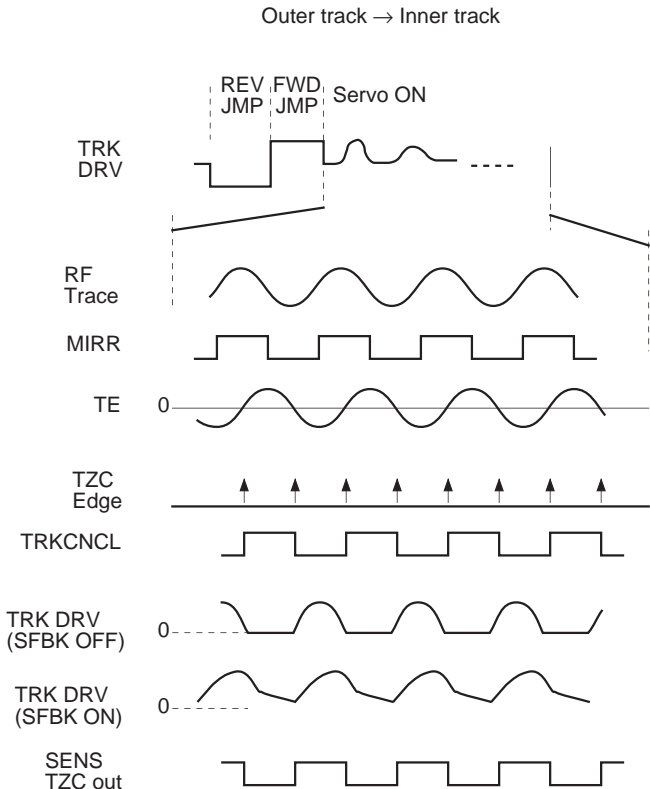 Outer track → Inner track
REV FWD
JMP JMP
Servo ON
TRK
DRV
RF
Trace
MIRR
TE 0
TZC
Edge
TRKCNCL
TRK DRV
(SFBK OFF)
0
TRK DRV
(SFBK ON)
0
SENS
TZC out